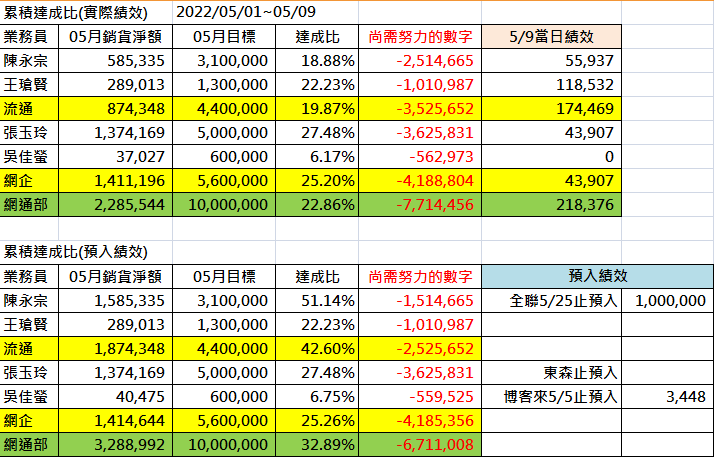 累積達成比(實際績效) 2022/05/01~05/09
業務員 05月銷貨淨額 05月目標 達成比 尚需努力的數字 5/9當日績效
陳永宗 585,335 3,100,000 18.88% -2,514,665 55,937
王瑲賢 289,013 1,300,000 22.23% -1,010,987 118,532
流通 874,348 4,400,000 19.87% -3,525,652 174,469
張玉玲 1,374,169 5,000,000 27.48% -3,625,831 43,907
吳佳螢 37,027 600,000 6.17% -562,973 0
網企 1,411,196 5,600,000 25.20% -4,188,804 43,907
網通部 2,285,544 10,000,000 22.86% -7,714,456 218,376
累積達成比(預入績效)
業務員 05月銷貨淨額 05月目標 達成比 尚需努力的數字 預入績效
陳永宗 1,585,335 3,100,000 51.14% -1,514,665 全聯5/25止預入 1,000,000
王瑲賢 289,013 1,300,000 22.23% -1,010,987
流通 1,874,348 4,400,000 42.60% -2,525,652
張玉玲 1,374,169 5,000,000 27.48% -3,625,831 東森止預入
吳佳螢 40,475 600,000 6.75% -559,525 博客來5/5止預入 3,448
網企 1,414,644 5,600,000 25.26% -4,185,356
網通部 3,288,992 10,000,000 32.89% -6,711,008